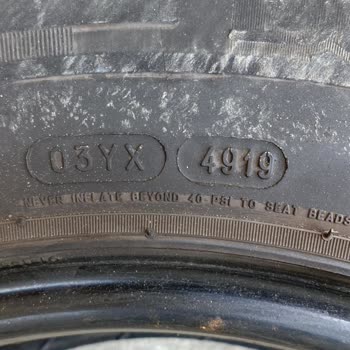 03YX 4919
NEVER INFLATE BEYOND 40 PSI TO SEAT BEADS